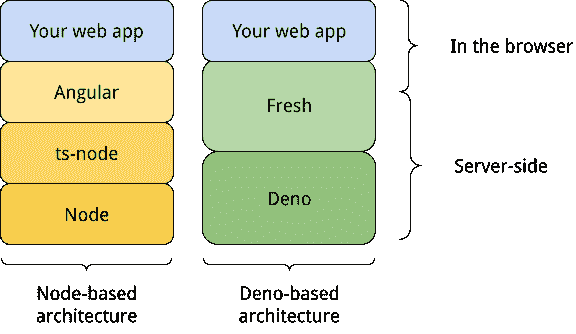 Your web app
Angular
ts-node
Node
Your web app
Fresh
Deno
In the browser
Server-side
Node-based
architecture
Deno-based
architecture